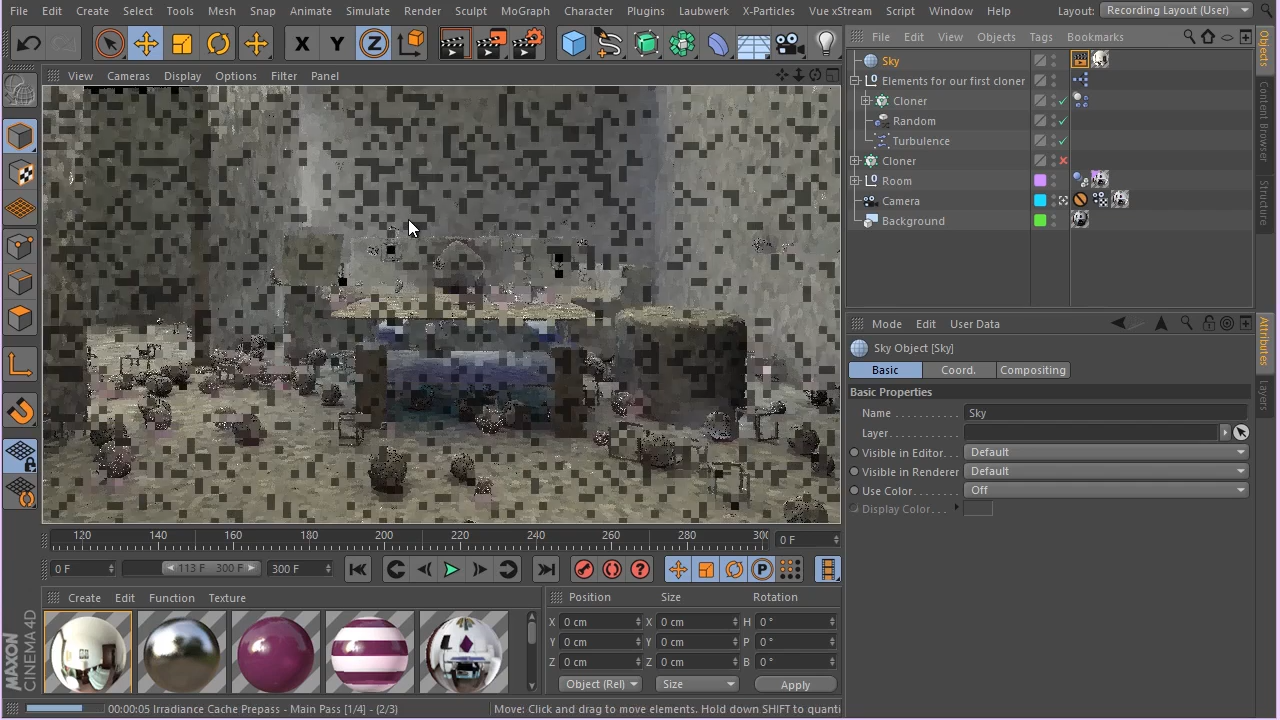 File Edit Create Select Tools Mesh Snap Animate Simulate Render Sculpt MoGraph Character Plugins Laubwerk X-Particles Vue xStream Script Window Help Layout: Recording Layout (User)
X Y Z
File Edit View Objects Tags Bookmarks
View Cameras Display Options Filter Panel
Sky
Elements for our first cloner
Cloner
Random
Turbulence
Cloner
Room
Camera
Background
Objects
Content Browser
Structure
Mode Edit User Data
Sky Object [Sky]
Basic Coord. Compositing
Basic Properties
Name Sky
Layer
Visible in Editor Default
Visible in Renderer Default
Use Color Off
Display Color
Attributes
Layers
120 140 160 180 200 220 240 260 280 300 0 F
0 F 113 F 300 F 300 F
P
Create Edit Function Texture
Position Size Rotation
X 0 cm X 0 cm H 0 °
Y 0 cm Y 0 cm P 0 °
Z 0 cm Z 0 cm B 0 °
Object (Rel) Size Apply
MAXON
CINEMA 4D
00:00:05 Irradiance Cache Prepass - Main Pass [1/4] - (2/3) Move: Click and drag to move elements. Hold down SHIFT to quanti